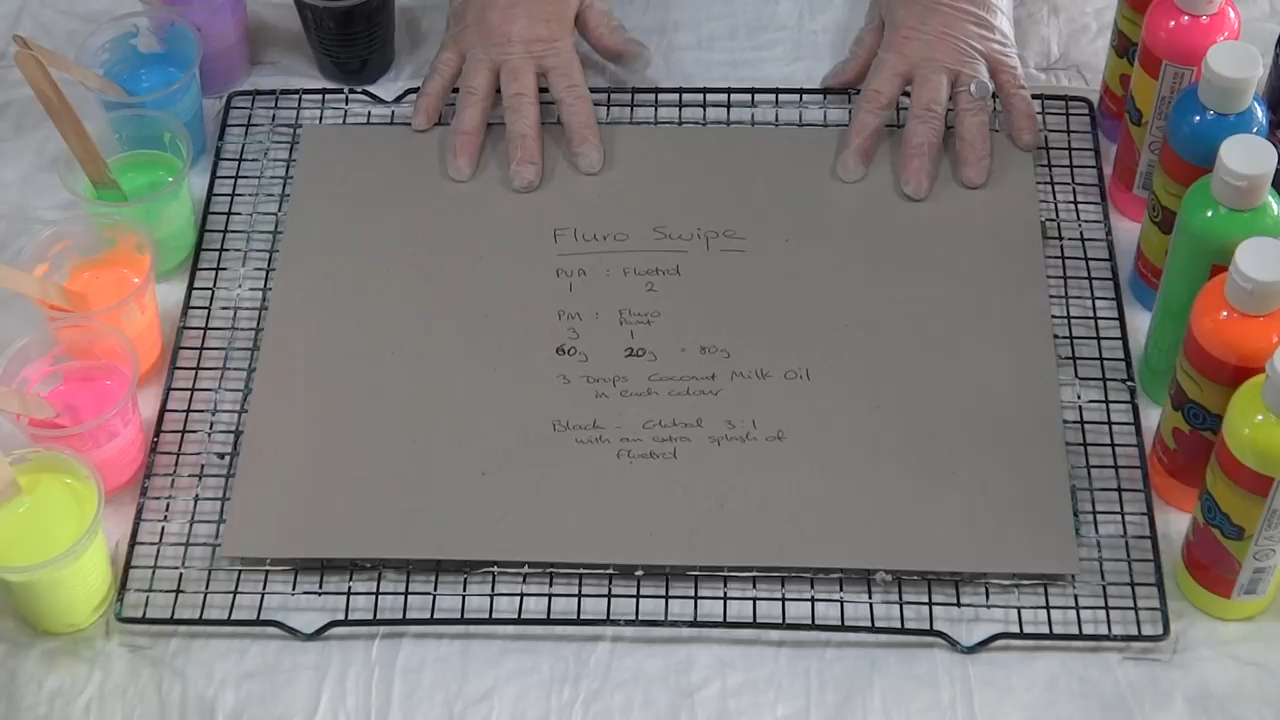 Fluro Swipe
PVA : Floetrol
1 2
PM : Fluro Paint
3 1
60g 20g = 80g
3 Drops Coconut Milk Oil
in each colour
Black - Global 3:1
with an extra splash of
Floetrol